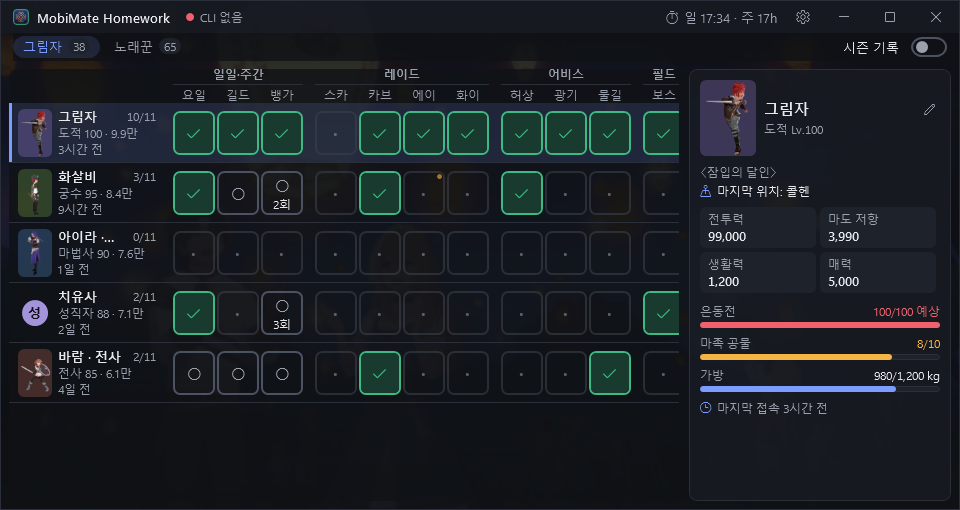 MobiMate Homework
CLI 없음
일 17:34 · 주 17h
그림자 38
노래꾼 65
시즌 기록
일일·주간 레이드 어비스 필드
요일 길드 뱅가 스카 카브 에이 화이 허상 광기 물길 보스
그림자 10/11
도적 100 · 9.9만
3시간 전
화살비 3/11
궁수 95 · 8.4만
9시간 전
2회
아이라 ·... 0/11
마법사 90 · 7.6만
1일 전
성
치유사 2/11
성직자 88 · 7.1만
2일 전
3회
바람 · 전사 2/11
전사 85 · 6.1만
4일 전
그림자
도적 Lv.100
<잠입의 달인>
마지막 위치: 콜헨
전투력
99,000
마도 저항
3,990
생활력
1,200
매력
5,000
은동전 100/100 예상
마족 공물 8/10
가방 980/1,200 kg
마지막 접속 3시간 전